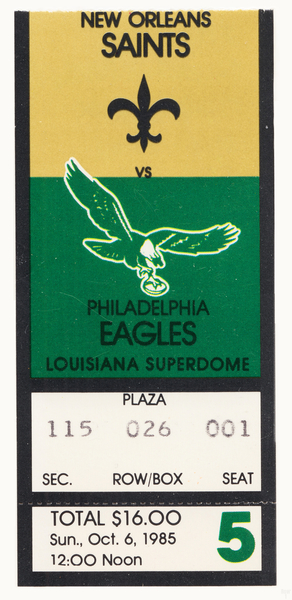 NEW ORLEANS
SAINTS
VS
PHILADELPHIA
EAGLES
LOUISIANA SUPERDOME
PLAZA
115 026 001
SEC. ROW/BOX SEAT
TOTAL $16.00
Sun., Oct. 6, 1985
12:00 Noon
5